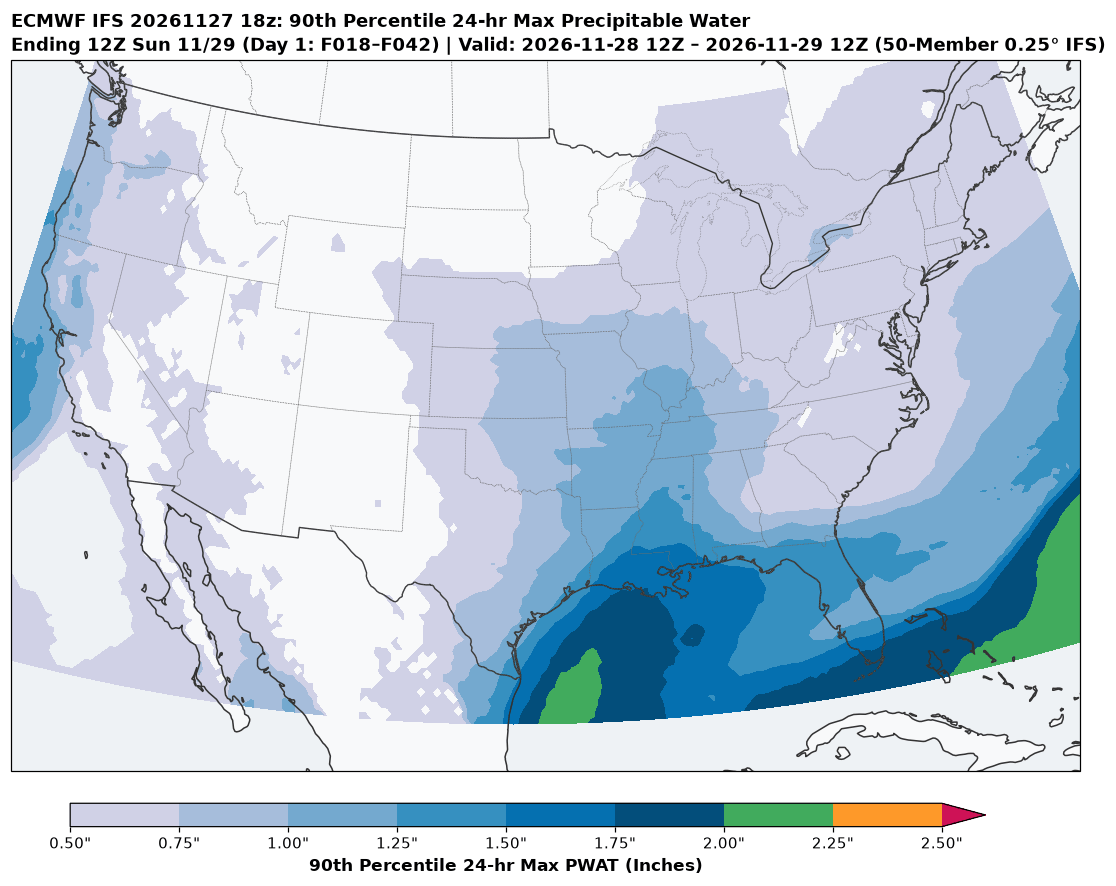 ECMWF IFS 20261127 18z: 90th Percentile 24-hr Max Precipitable Water
Ending 12Z Sun 11/29 (Day 1: F018–F042) | Valid: 2026-11-28 12Z – 2026-11-29 12Z (50-Member 0.25° IFS)
0.50" 0.75" 1.00" 1.25" 1.50" 1.75" 2.00" 2.25" 2.50"
90th Percentile 24-hr Max PWAT (Inches)